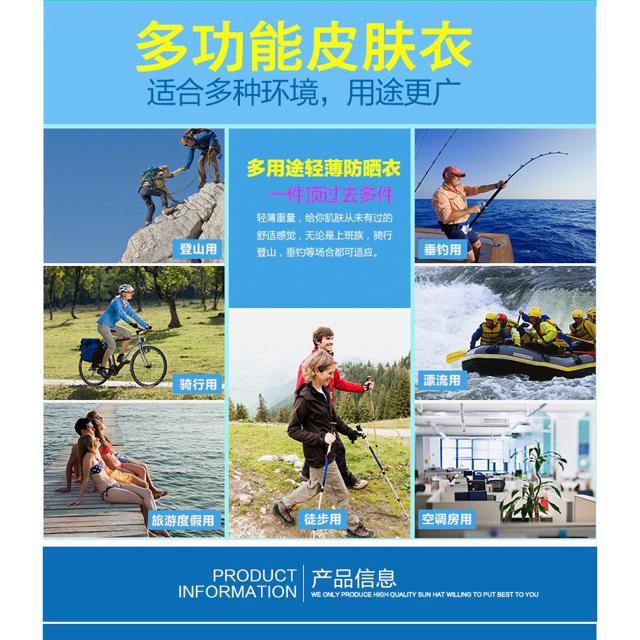 多功能皮肤衣
适合多种环境，用途更广
登山用
多用途轻薄防晒衣
一件顶过去多件
轻薄重量，给你肌肤从未有过的
舒适感觉，无论是上班族，骑行
登山，垂钓等场合都可适应。
垂钓用
骑行用
漂流用
旅游度假用
徒步用
空调房用
PRODUCT
INFORMATION
产品信息
WE ONLY PRODUCE HIGH QUALITY SUN HAT WILLING TO PUT BEST TO YOU